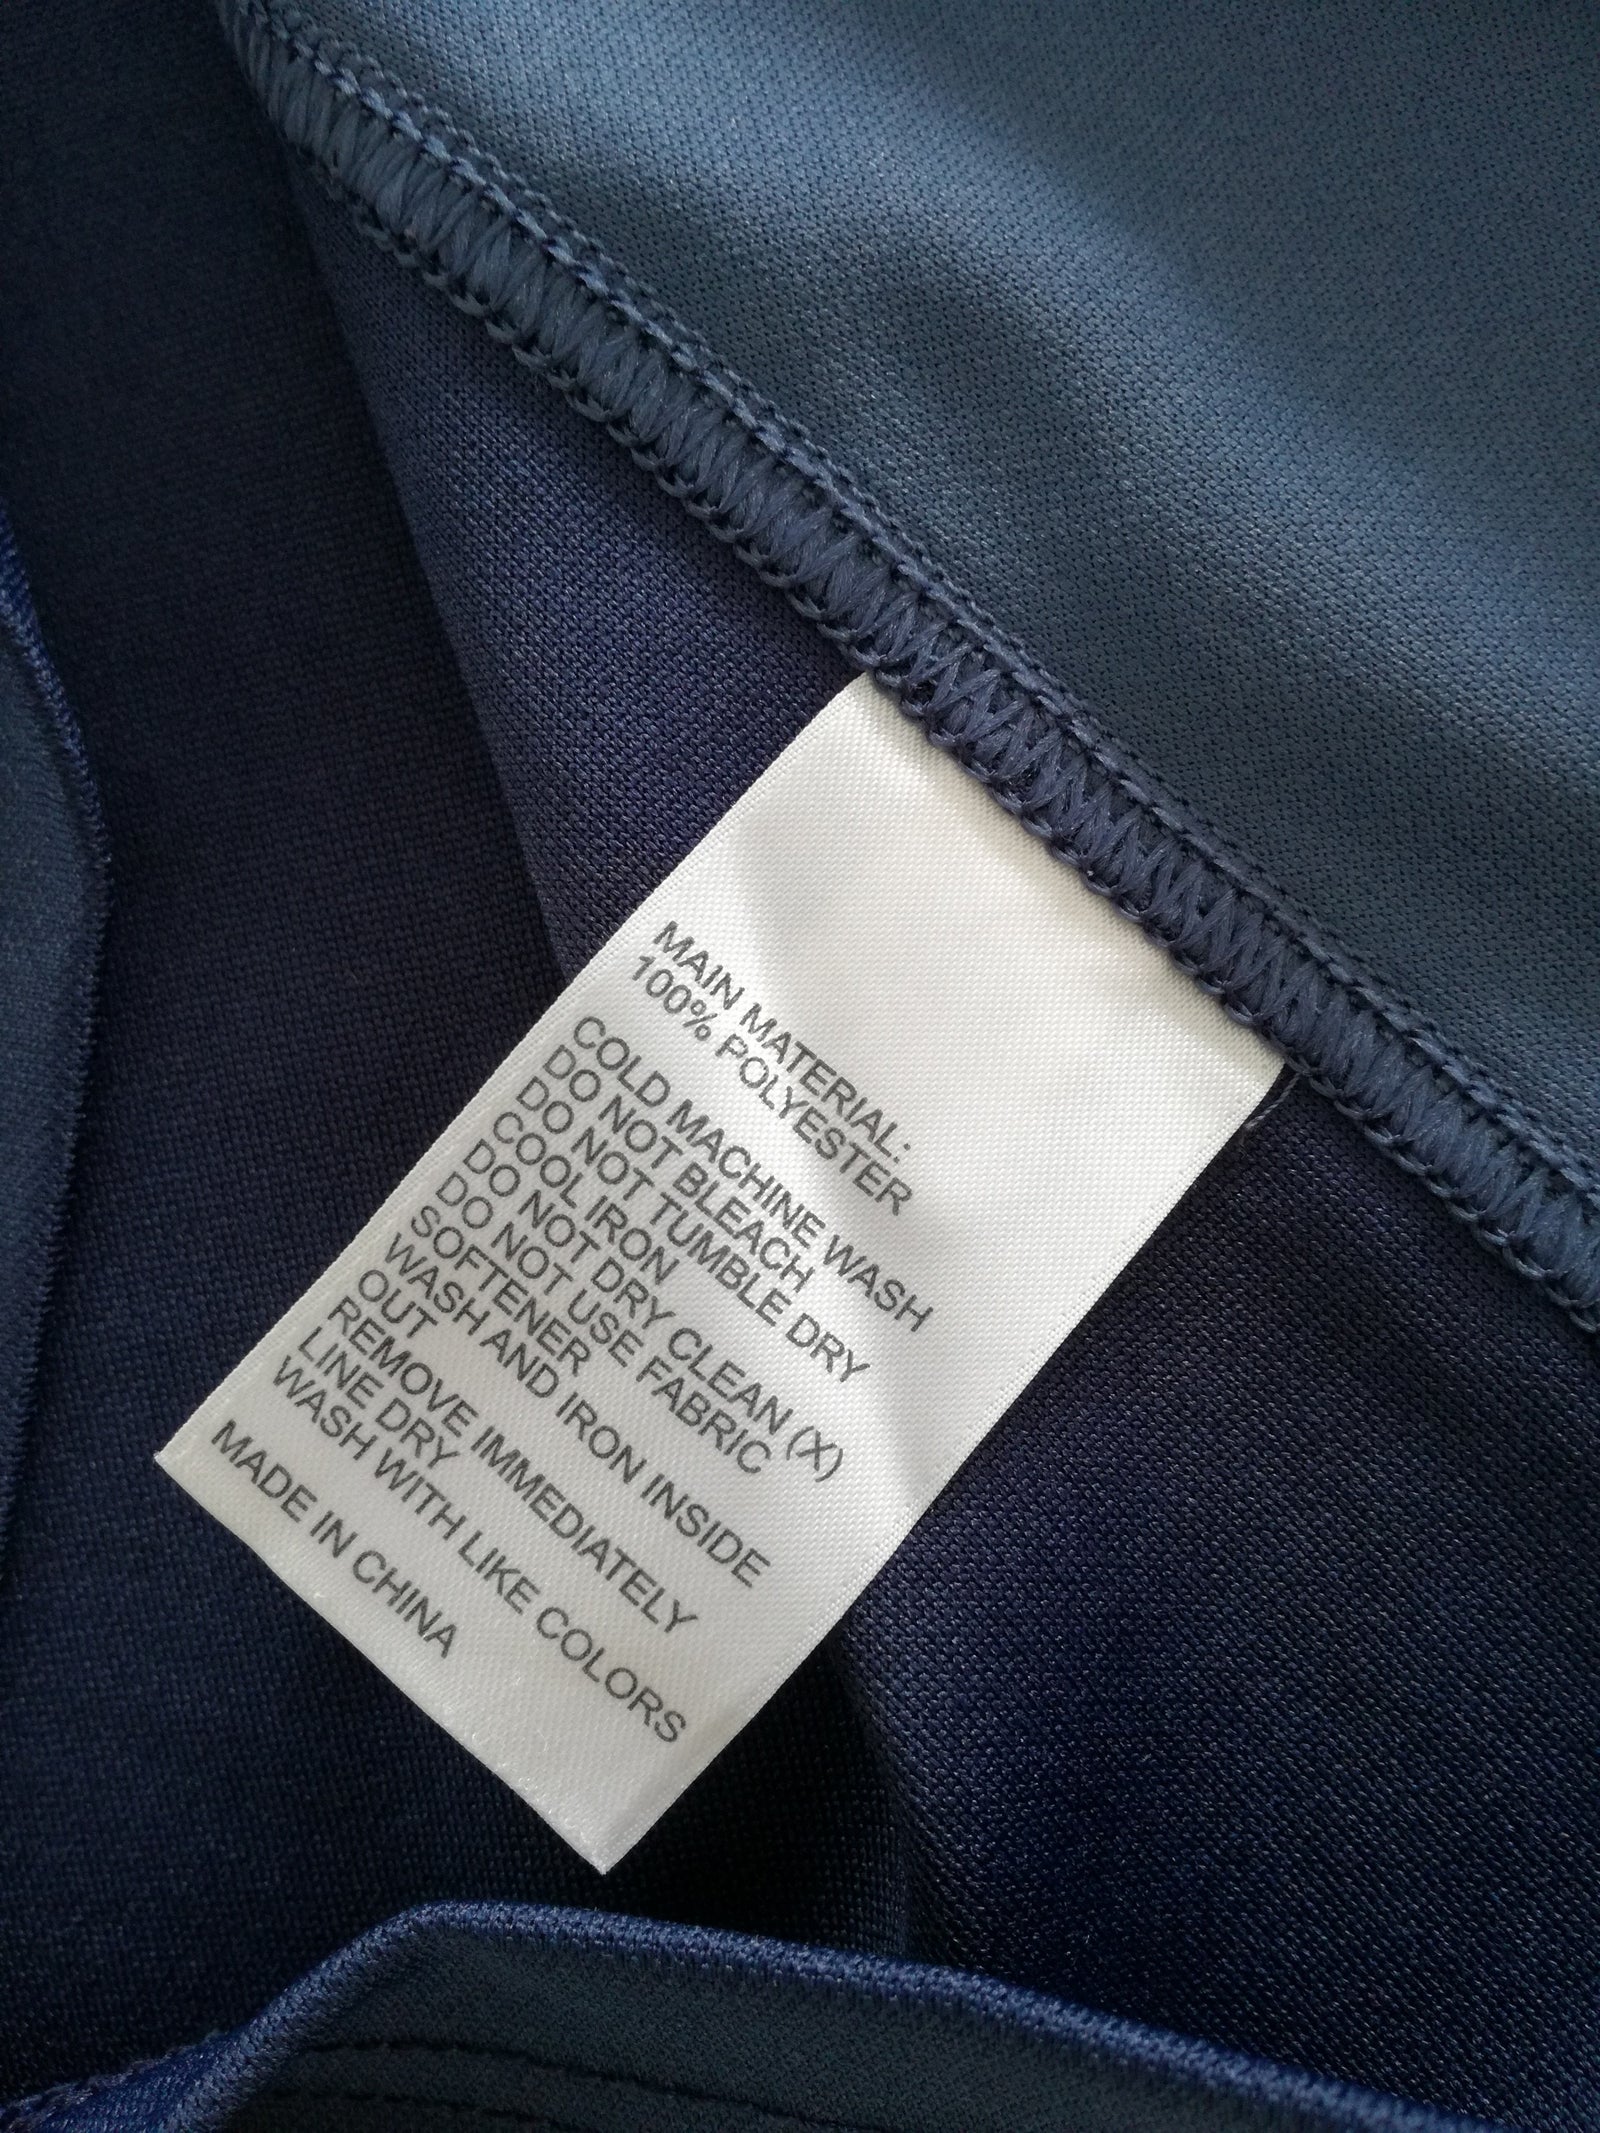 MAIN MATERIAL:
100% POLYESTER
COLD MACHINE WASH
DO NOT BLEACH
DO NOT TUMBLE DRY
COOL IRON
DO NOT DRY CLEAN (X)
DO NOT USE FABRIC
SOFTENER
WASH AND IRON INSIDE
OUT
REMOVE IMMEDIATELY
LINE DRY
WASH WITH LIKE COLORS
MADE IN CHINA